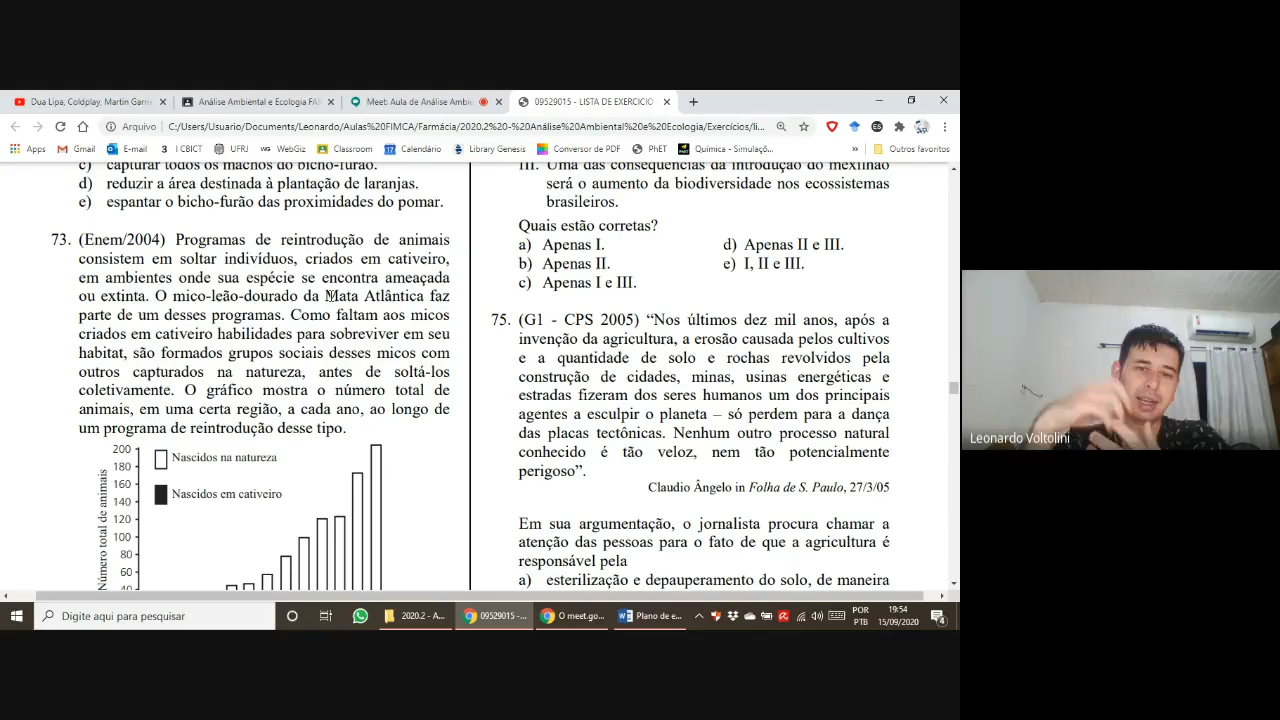 Dua Lipa, Coldplay, Martin Garri
Análise Ambiental e Ecologia FA
Meet: Aula de Análise Ambie
09529015 - LISTA DE EXERCICIO
Arquivo
C:/Users/Usuario/Documents/Leonardo/Aulas%20FIMCA/Farmácia/2020.2%20-%20Análise%20Ambiental%20e%20Ecologia/Exercícios/li...
Apps
Gmail
E-mail
I CBICT
UFRJ
WebGiz
Classroom
Calendário
Library Genesis
Conversor de PDF
PhET
Química - Simulaçõ...
Outros favoritos
c) capturar todos os machos do bicho-furão.
d) reduzir a área destinada à plantação de laranjas.
e) espantar o bicho-furão das proximidades do pomar.
73. (Enem/2004) Programas de reintrodução de animais
consistem em soltar indivíduos, criados em cativeiro,
em ambientes onde sua espécie se encontra ameaçada
ou extinta. O mico-leão-dourado da Mata Atlântica faz
parte de um desses programas. Como faltam aos micos
criados em cativeiro habilidades para sobreviver em seu
habitat, são formados grupos sociais desses micos com
outros capturados na natureza, antes de soltá-los
coletivamente. O gráfico mostra o número total de
animais, em uma certa região, a cada ano, ao longo de
um programa de reintrodução desse tipo.
200
180
160
140
120
100
80
60
40
Número total de animais
Nascidos na natureza
Nascidos em cativeiro
III. Uma das consequências da introdução do mexilhão
será o aumento da biodiversidade nos ecossistemas
brasileiros.
Quais estão corretas?
a) Apenas I.
b) Apenas II.
c) Apenas I e III.
d) Apenas II e III.
e) I, II e III.
75. (G1 - CPS 2005) “Nos últimos dez mil anos, após a
invenção da agricultura, a erosão causada pelos cultivos
e a quantidade de solo e rochas revolvidos pela
construção de cidades, minas, usinas energéticas e
estradas fizeram dos seres humanos um dos principais
agentes a esculpir o planeta – só perdem para a dança
das placas tectônicas. Nenhum outro processo natural
conhecido é tão veloz, nem tão potencialmente
perigoso”.
Claudio Ângelo in Folha de S. Paulo, 27/3/05
Em sua argumentação, o jornalista procura chamar a
atenção das pessoas para o fato de que a agricultura é
responsável pela
a) esterilização e depauperamento do solo, de maneira
Leonardo Voltolini
Digite aqui para pesquisar
2020.2 - A...
09529015 -...
O meet.go...
Plano de e...
POR
PTB
19:54
15/09/2020
4